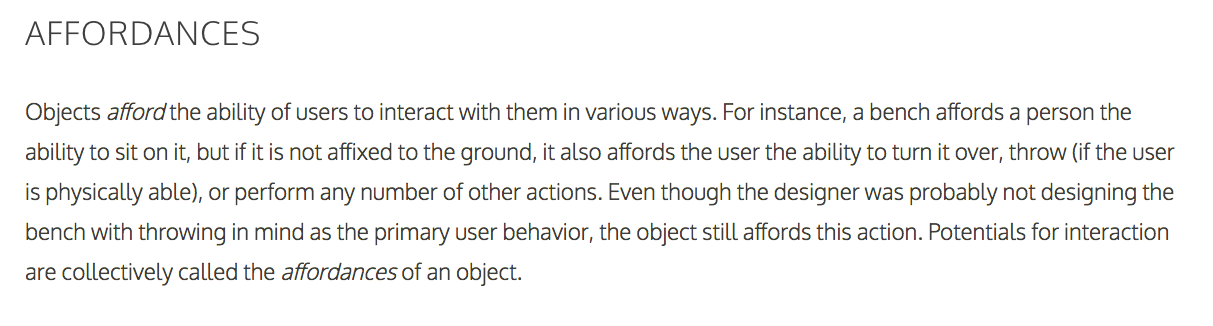 AFFORDANCES
Objects afford the ability of users to interact with them in various ways. For instance, a bench affords a person the
ability to sit on it, but if it is not affixed to the ground, it also affords the user the ability to turn it over, throw (if the user
is physically able), or perform any number of other actions. Even though the designer was probably not designing the
bench with throwing in mind as the primary user behavior, the object still affords this action. Potentials for interaction
are collectively called the affordances of an object.